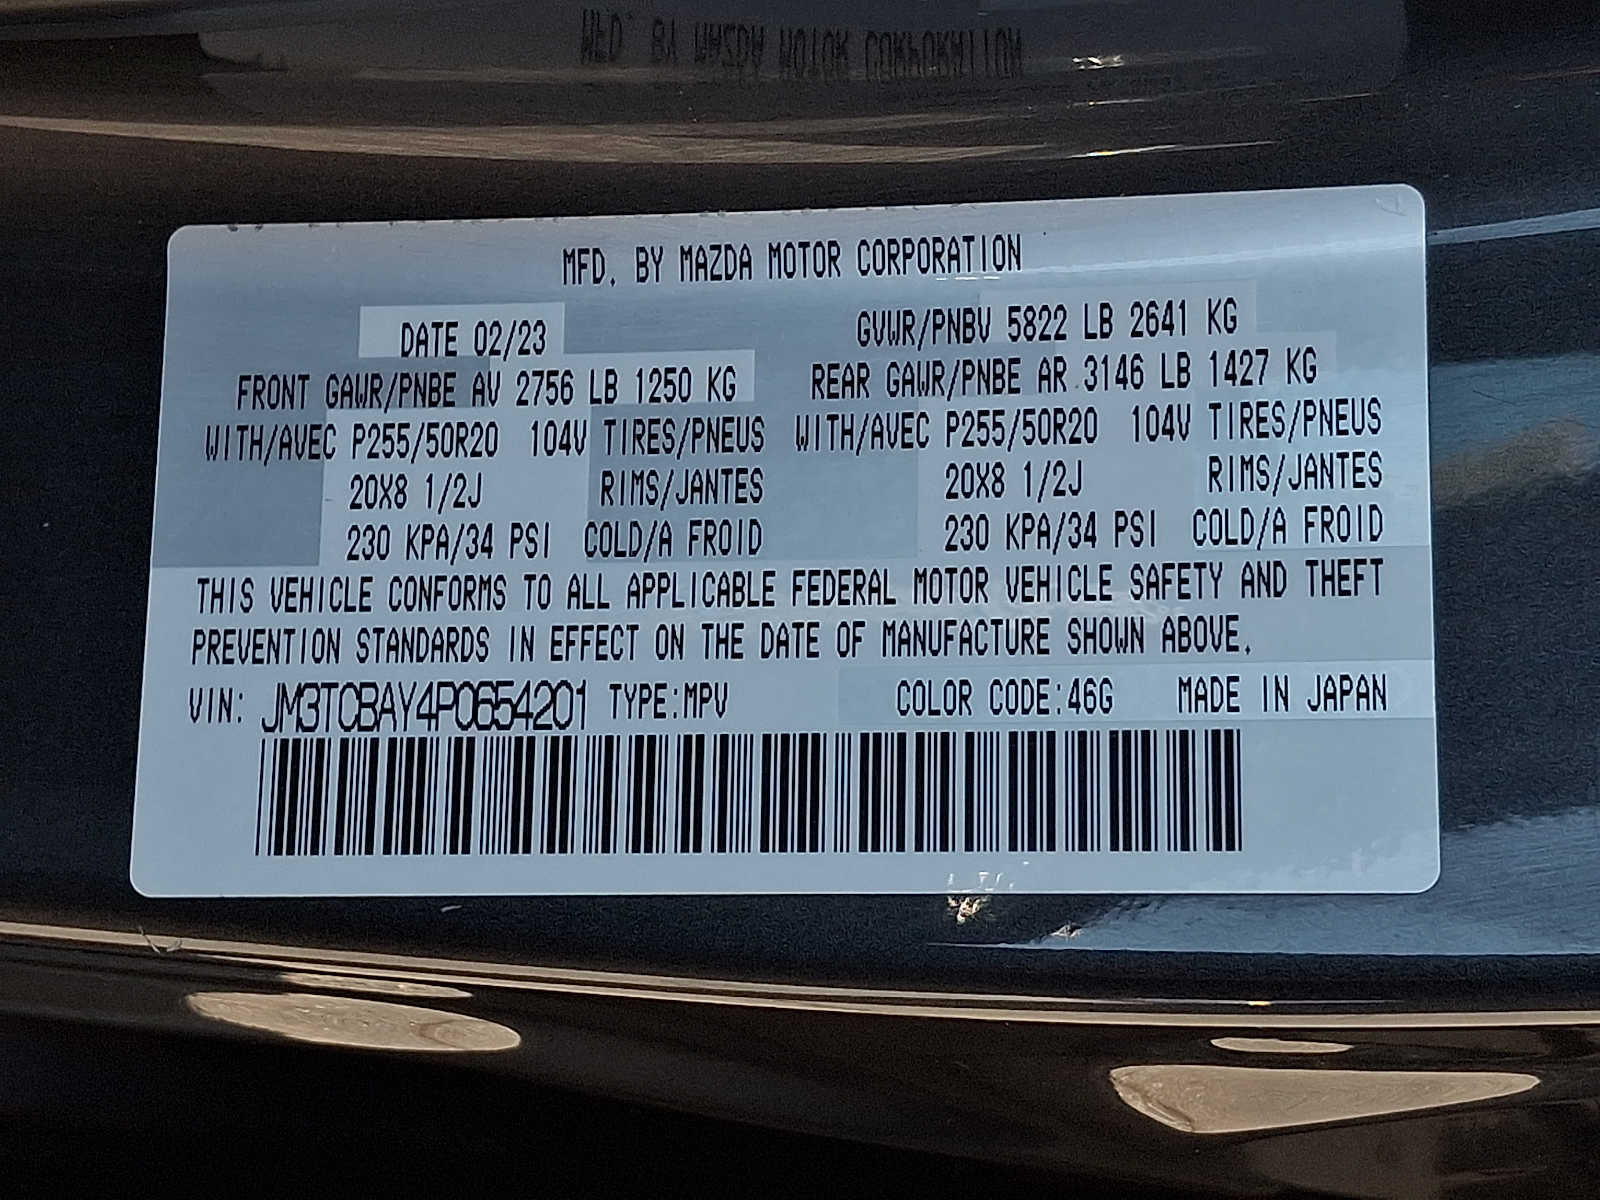 MFD. BY MAZDA MOTOR CORPORATION
DATE 02/23 GVWR/PNBV 5822 LB 2641 KG
FRONT GAWR/PNBE AV 2756 LB 1250 KG REAR GAWR/PNBE AR 3146 LB 1427 KG
WITH/AVEC P255/50R20 104V TIRES/PNEUS WITH/AVEC P255/50R20 104V TIRES/PNEUS
20X8 1/2J RIMS/JANTES 20X8 1/2J RIMS/JANTES
230 KPA/34 PSI COLD/A FROID 230 KPA/34 PSI COLD/A FROID
THIS VEHICLE CONFORMS TO ALL APPLICABLE FEDERAL MOTOR VEHICLE SAFETY AND THEFT
PREVENTION STANDARDS IN EFFECT ON THE DATE OF MANUFACTURE SHOWN ABOVE.
VIN: JM3TCBAY4P0654201 TYPE:MPV COLOR CODE:46G MADE IN JAPAN